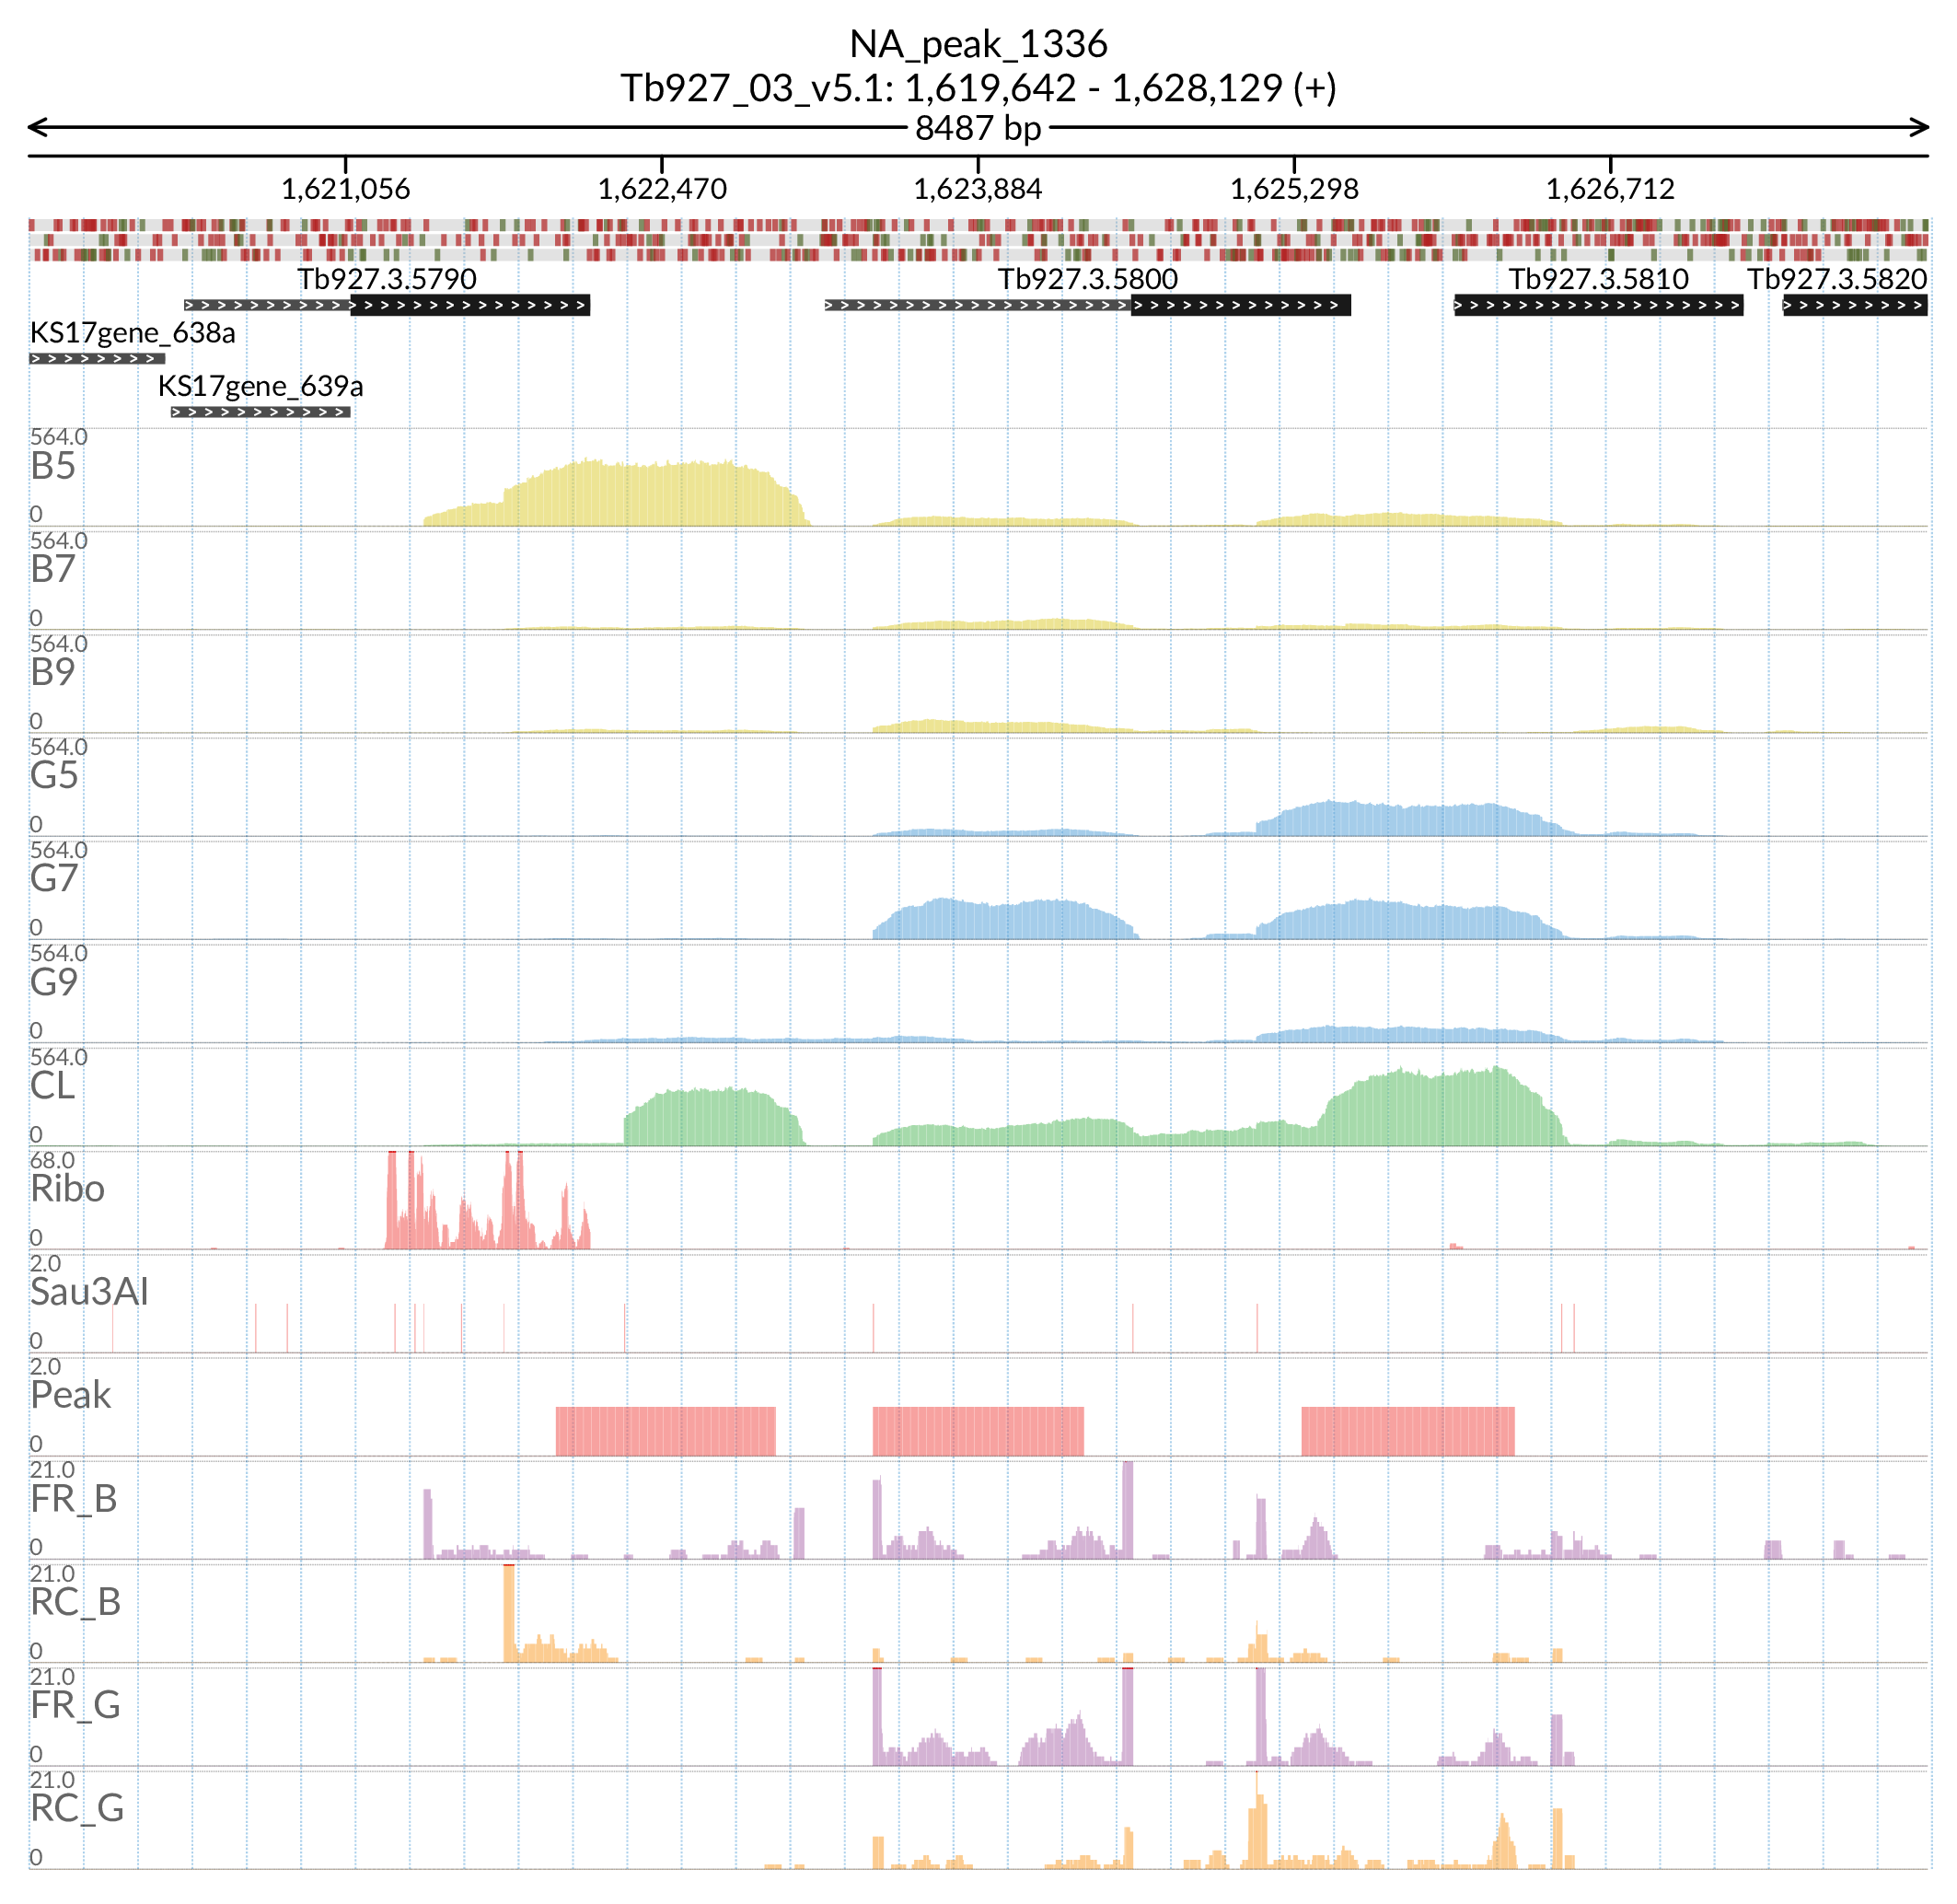 NA_peak_1336
Tb927_03_v5.1: 1,619,642 - 1,628,129 (+)
8487 bp
1,621,056 1,622,470 1,623,884 1,625,298 1,626,712
Tb927.3.5790 Tb927.3.5800 Tb927.3.5810 Tb927.3.5820
KS17gene_638a
KS17gene_639a
564.0
B5
0
564.0
B7
0
564.0
B9
0
564.0
G5
0
564.0
G7
0
564.0
G9
0
564.0
CL
0
68.0
Ribo
0
2.0
Sau3AI
0
2.0
Peak
0
21.0
FR_B
0
21.0
RC_B
0
21.0
FR_G
0
21.0
RC_G
0